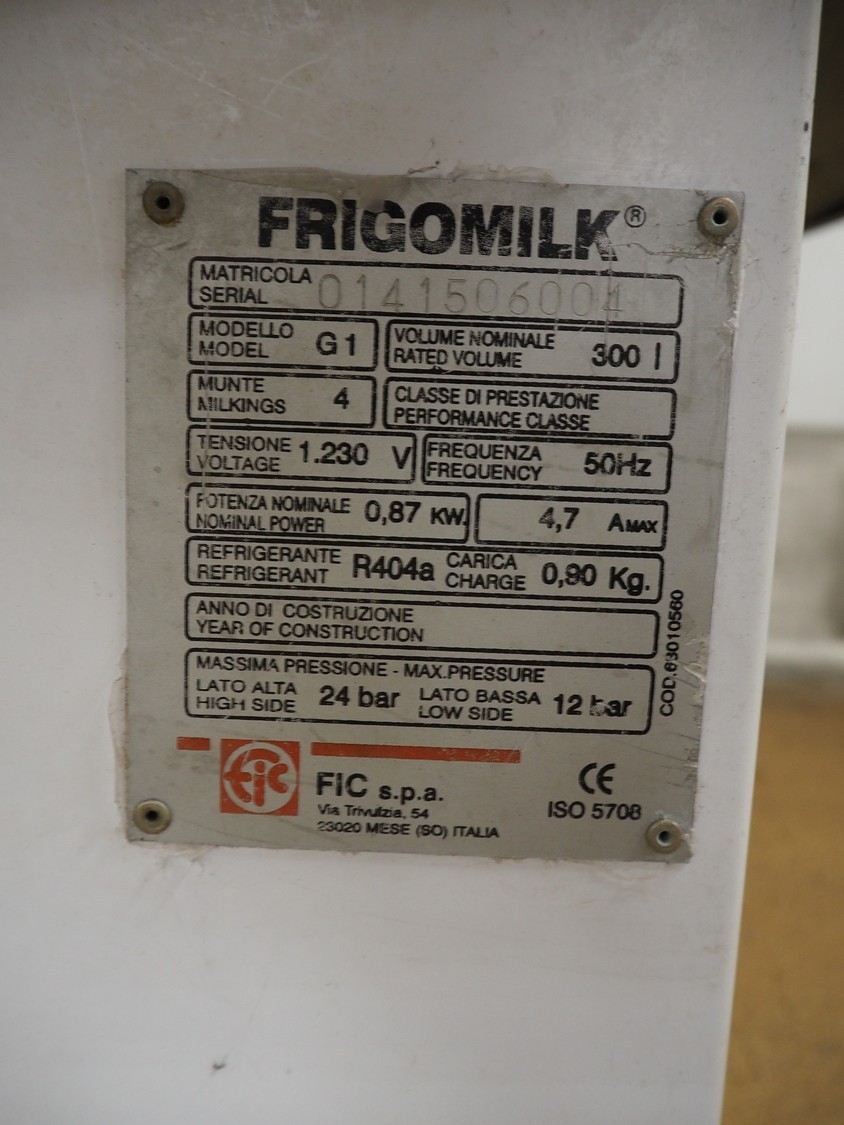 FRIGOMILK®
MATRICOLA
SERIAL 0141506004
MODELLO
MODEL G1
VOLUME NOMINALE
RATED VOLUME 300 l
MUNTE
MILKINGS 4
CLASSE DI PRESTAZIONE
PERFORMANCE CLASSE
TENSIONE
VOLTAGE 1.230 V
FREQUENZA
FREQUENCY 50Hz
POTENZA NOMINALE
NOMINAL POWER 0,87 KW.
4,7 AMAX
REFRIGERANTE
REFRIGERANT R404a
CARICA
CHARGE 0,90 Kg.
ANNO DI COSTRUZIONE
YEAR OF CONSTRUCTION
MASSIMA PRESSIONE - MAX.PRESSURE
LATO ALTA
HIGH SIDE 24 bar
LATO BASSA
LOW SIDE 12 bar
COD.63010560
fic
FIC s.p.a.
Via Trivulzia, 54
23020 MESE (SO) ITALIA
CE
ISO 5708